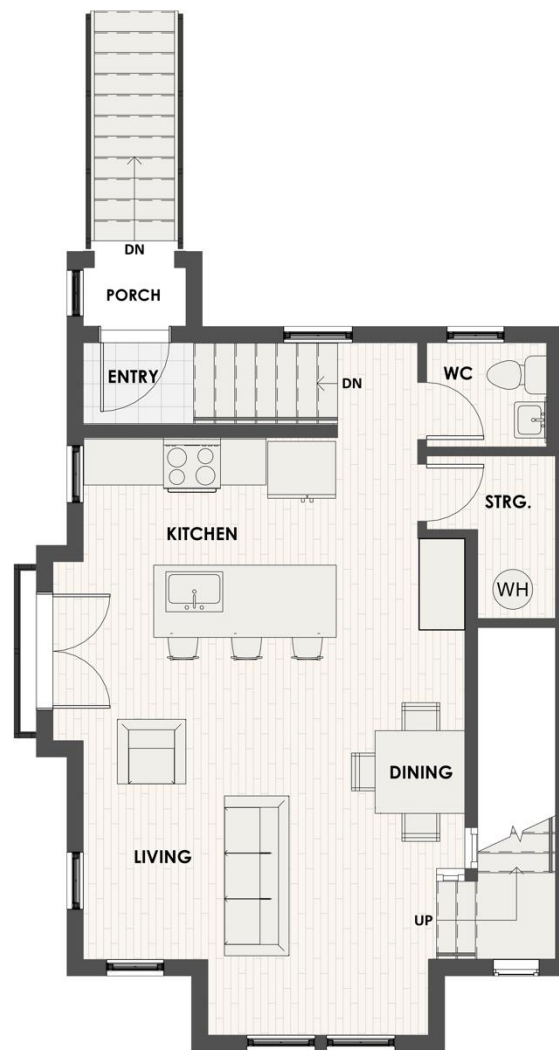 DN
PORCH
ENTRY
DN
WC
STRG.
KITCHEN
WH
DINING
LIVING
UP